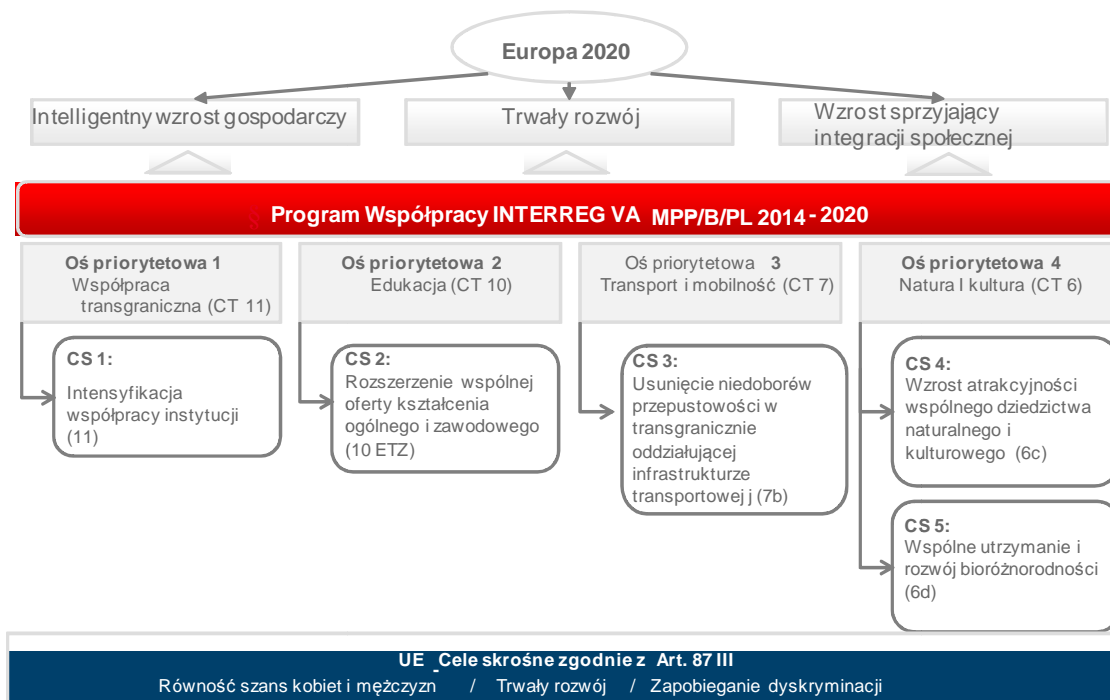 Europa 2020
Intelligentny wzrost gospodarczy
Trwały rozwój
Wzrost sprzyjający
integracji społecznej
§ Program Współpracy INTERREG VA MPP/B/PL 2014 - 2020
Oś priorytetowa 1
Współpraca
transgraniczna (CT 11)
Oś priorytetowa 2
Edukacja (CT 10)
Oś priorytetowa 3
Transport i mobilność (CT 7)
Oś priorytetowa 4
Natura I kultura (CT 6)
CS 1:
Intensyfikacja
współpracy instytucji
(11)
CS 2:
Rozszerzenie wspólnej
oferty kształcenia
ogólnego i zawodowego
(10 ETZ)
CS 3:
Usunięcie niedoborów
przepustowości w
transgranicznie
oddziałującej
infrastrukturze
transportowej j (7b)
CS 4:
Wzrost atrakcyjności
wspólnego dziedzictwa
naturalnego i
kulturowego (6c)
CS 5:
Wspólne utrzymanie i
rozwój bioróżnorodności
(6d)
UE _Cele skrośne zgodnie z Art. 87 III
Równość szans kobiet i mężczyzn / Trwały rozwój / Zapobieganie dyskryminacji